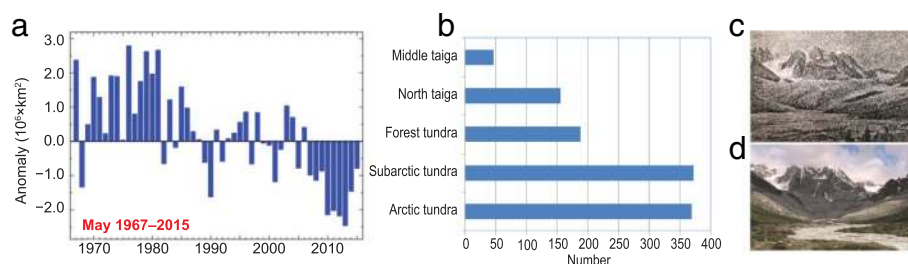 a
3.0
2.0
1.0
0.0
−1.0
−2.0
Anomaly (10⁶×km²)
May 1967–2015
1970 1980 1990 2000 2010
b
Middle taiga
North taiga
Forest tundra
Subarctic tundra
Arctic tundra
0 50 100 150 200 250 300 350 400
Number
c
d